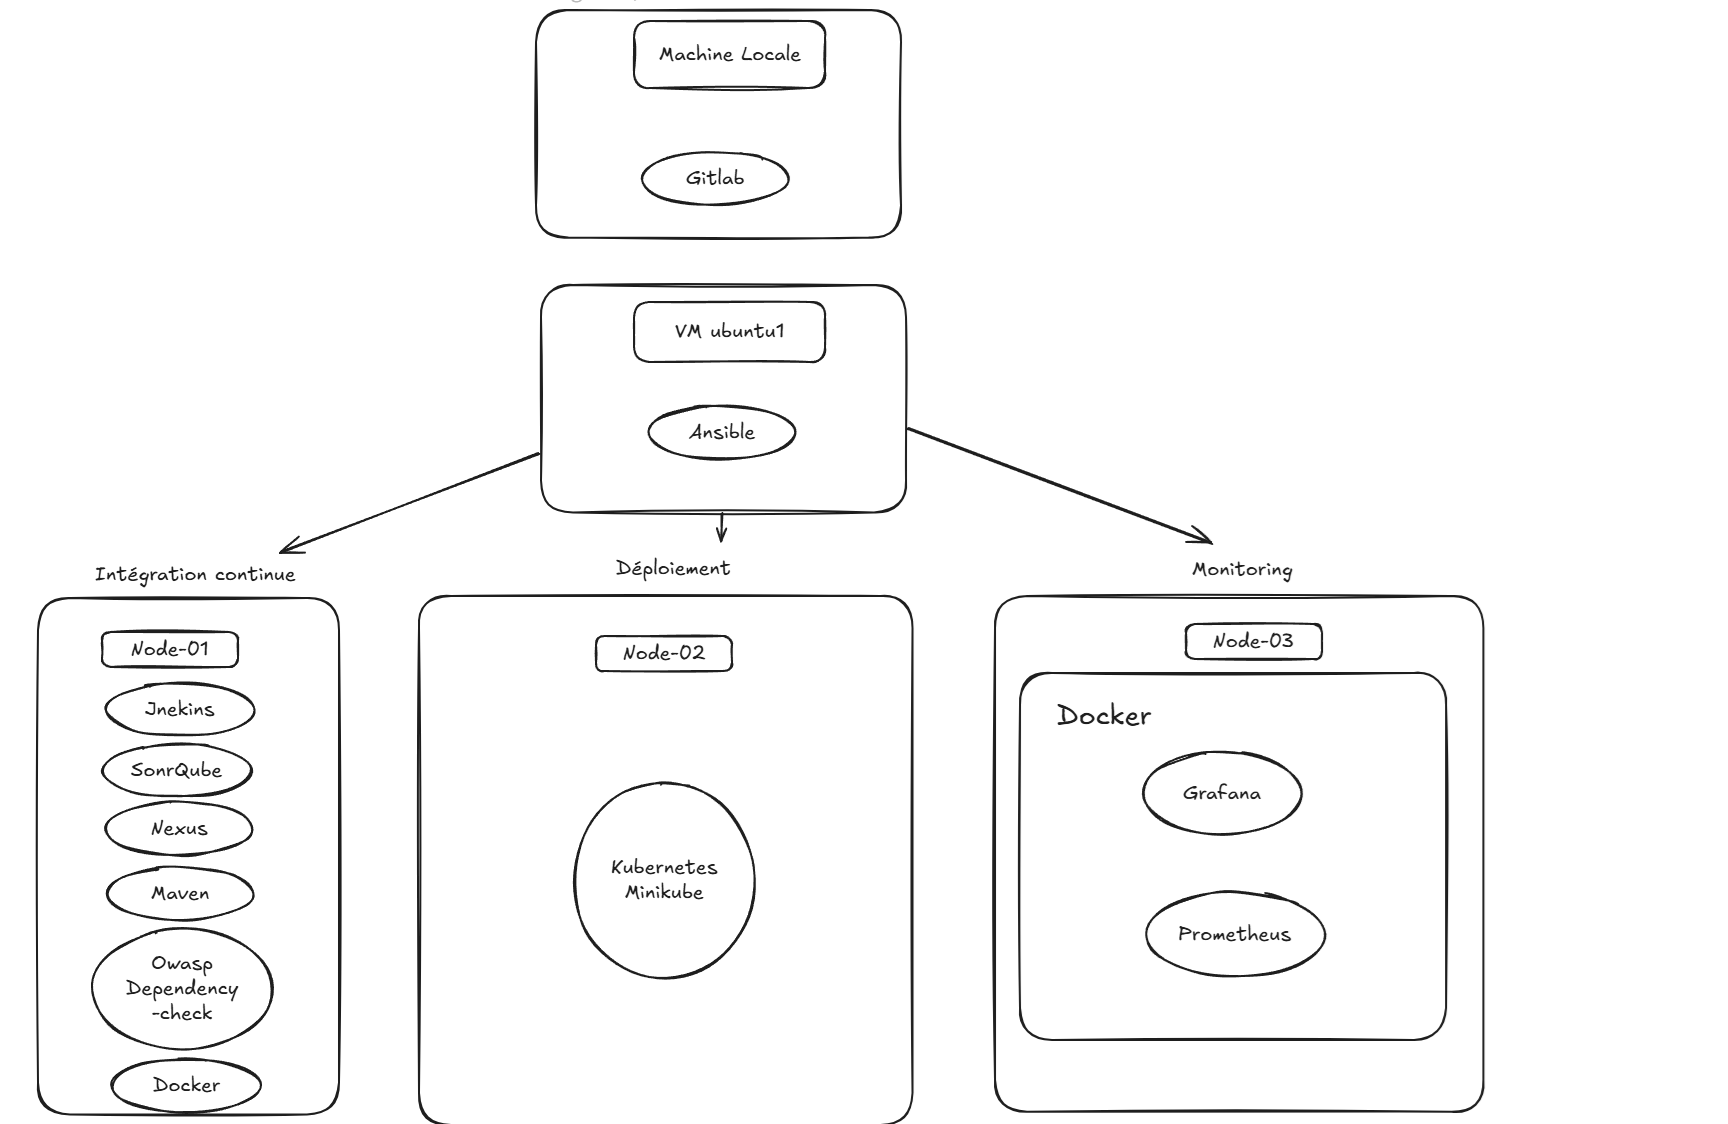 Machine Locale
Gitlab
VM ubuntu1
Ansible
Intégration continue
Déploiement
Monitoring
Node-01
Jnekins
SonrQube
Nexus
Maven
Owasp
Dependency
-check
Docker
Node-02
Kubernetes
Minikube
Node-03
Docker
Grafana
Prometheus